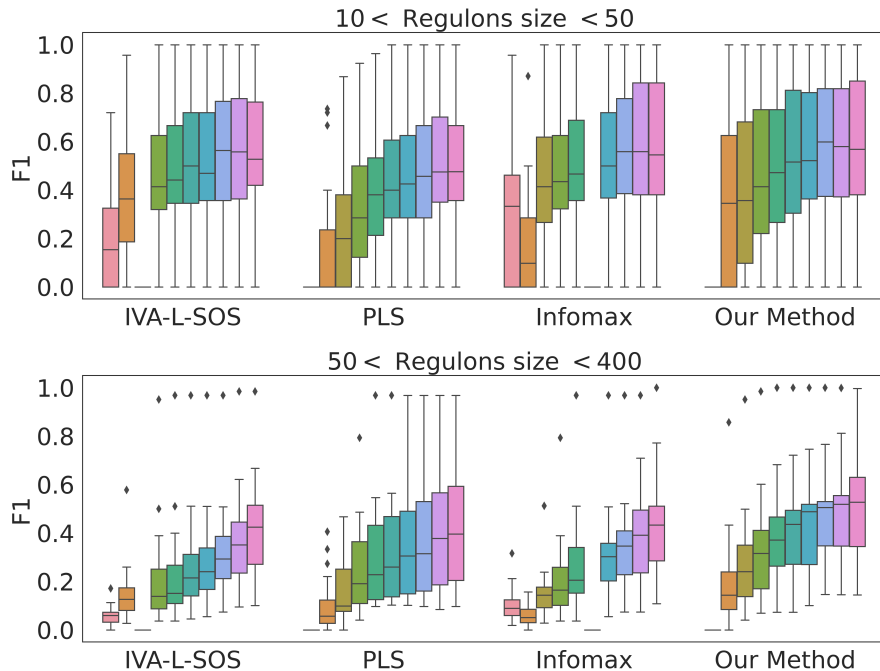 10 < Regulons size < 50
F1
1.0
0.8
0.6
0.4
0.2
0.0
IVA-L-SOS PLS Infomax Our Method
50 < Regulons size < 400
F1
1.0
0.8
0.6
0.4
0.2
0.0
IVA-L-SOS PLS Infomax Our Method